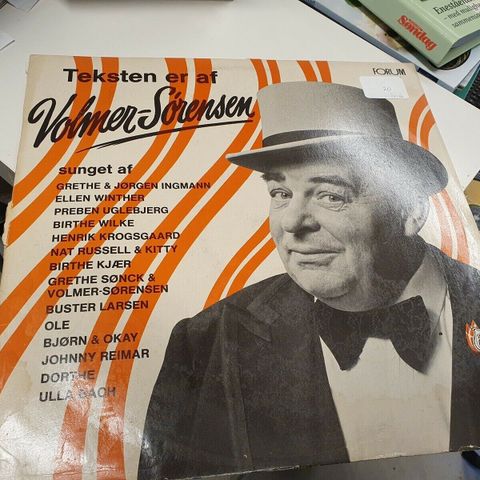 Teksten er af
Volmer-Sørensen
FORUM
sunget af
GRETHE & JØRGEN INGMANN
ELLEN WINTHER
PREBEN UGLEBJERG
BIRTHE WILKE
HENRIK KROGSGAARD
NAT RUSSELL & KITTY
BIRTHE KJÆR
GRETHE SØNCK &
VOLMER-SØRENSEN
BUSTER LARSEN
OLE
BJØRN & OKAY
JOHNNY REIMAR
DORTHE
ULLA BACH
Søndag